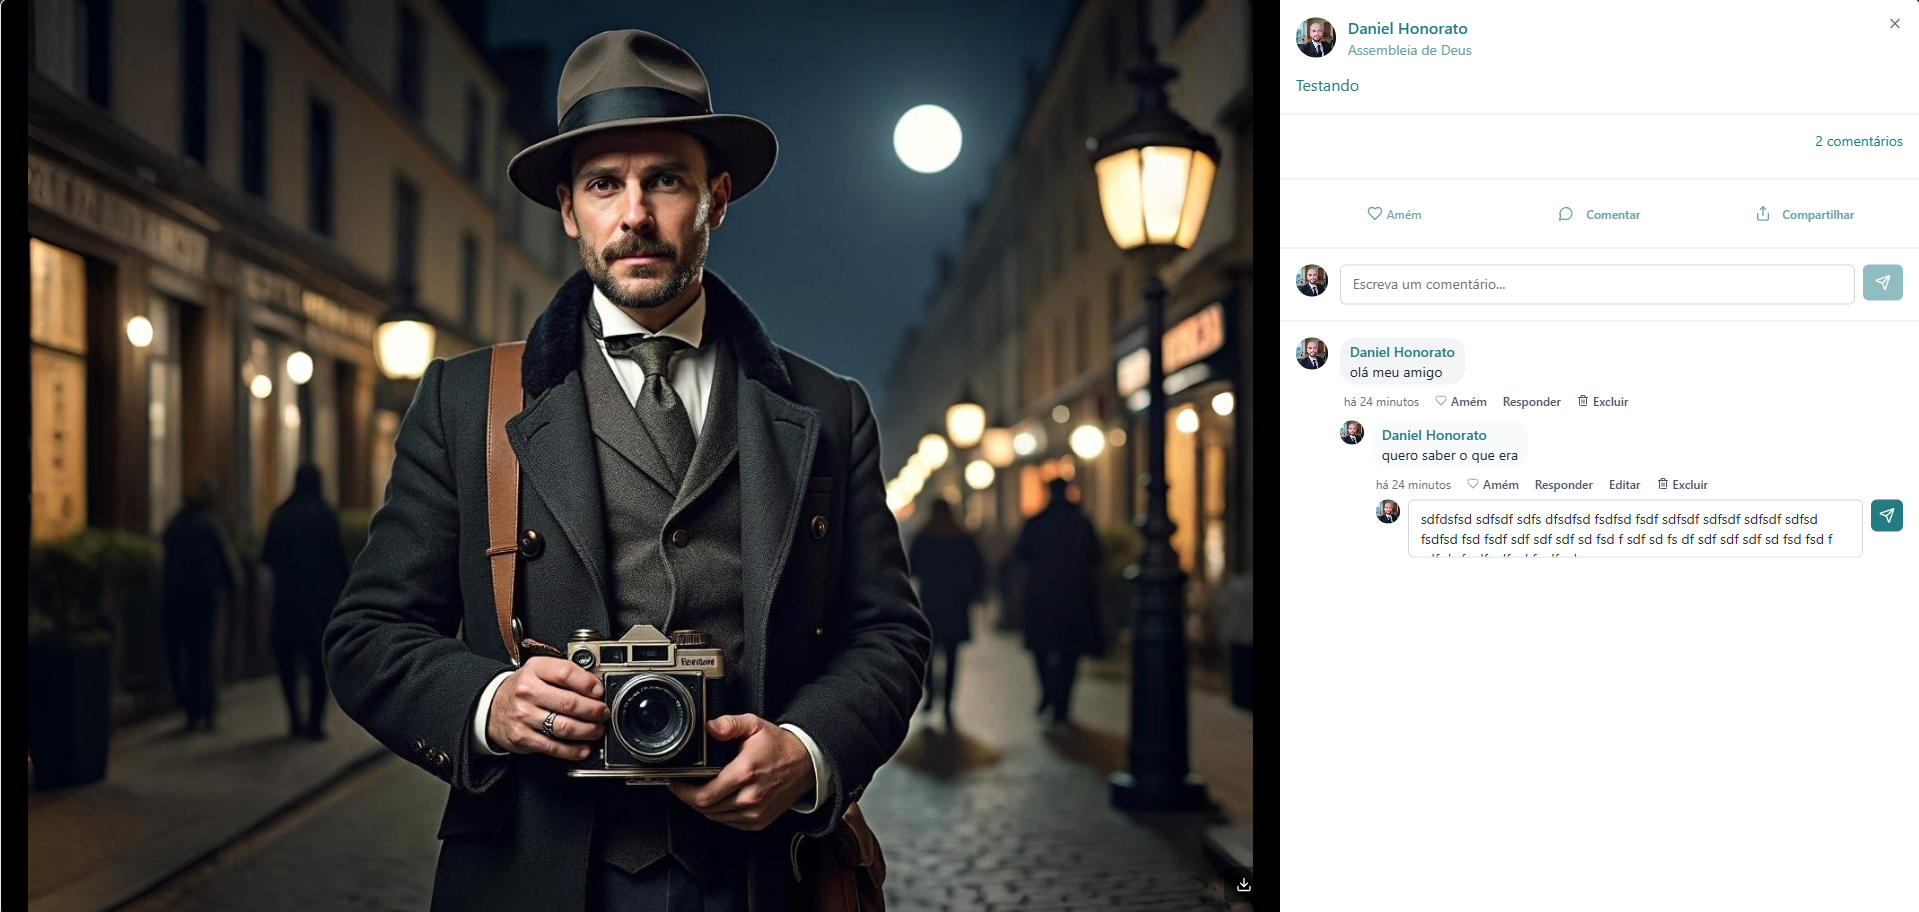 Daniel Honorato
Assembleia de Deus
Testando
2 comentários
Amém
Comentar
Compartilhar
Escreva um comentário...
Daniel Honorato
olá meu amigo
há 24 minutos Amém Responder Excluir
Daniel Honorato
quero saber o que era
há 24 minutos Amém Responder Editar Excluir
sdfdsfsd sdfsdf sdfs dfsdfsd fsdfsd fsdf sdfsdf sdfsdf sdfsdf sdfsd
fsdfsd fsd fsdf sdf sdf sdf sd fsd f sdf sd fs df sdf sdf sdf sd fsd fsd f